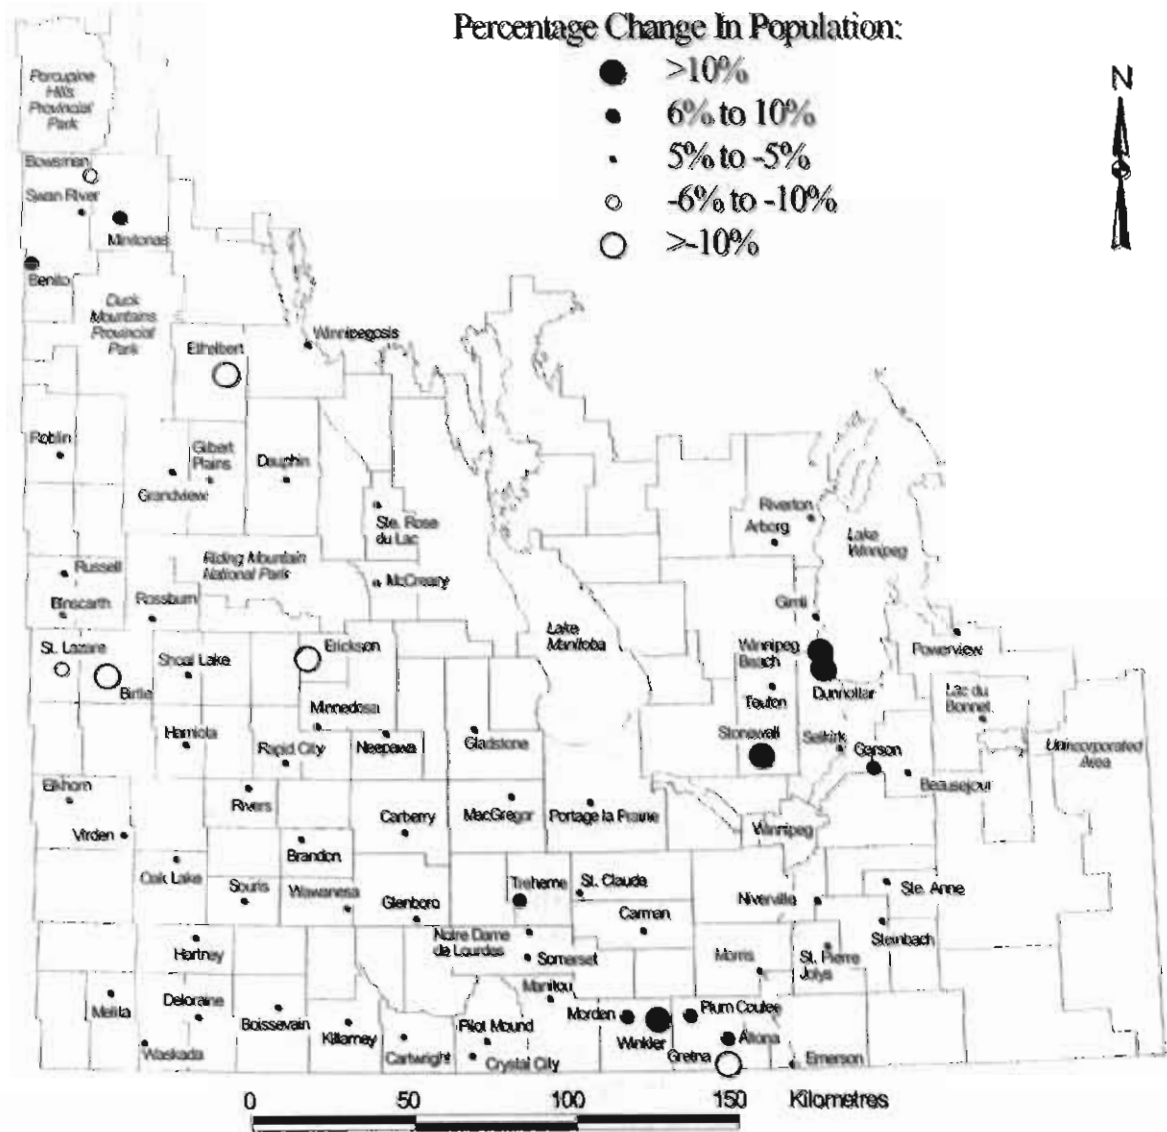 Percentage Change In Population:
>10%
6% to 10%
5% to -5%
-6% to -10%
>-10%
N
Porcupine
Hills
Provincial
Park
Bowsman
Swan River
Minitonas
Benito
Duck
Mountains
Provincial
Park
Winnipegosis
Ethelbert
Roblin
Gilbert
Plains
Dauphin
Grandview
Ste. Rose
du Lac
Riverton
Arborg
Lake
Winnipeg
Riding Mountain
National Park
Russell
McCreary
Binscarth
Rossburn
Gimli
Lake
Manitoba
St. Lazare
Shoal Lake
Erickson
Winnipeg
Beach
Powerview
Birtle
Dunnottar
Lac du
Bonnet
Teulon
Minnedosa
Hamiota
Rapid City
Neepawa
Gladstone
Stonewall
Selkirk
Garson
Unincorporated
Area
Beausejour
Elkhorn
Rivers
Carberry
MacGregor
Portage la Prairie
Virden
Winnipeg
Brandon
Oak Lake
Souris
Wawanesa
Glenboro
Treherne
St. Claude
Niverville
Ste. Anne
Carman
Notre Dame
de Lourdes
Steinbach
Hartney
Somerset
Morris
St. Pierre
Jolys
Manitou
Melita
Deloraine
Boissevain
Killarney
Pilot Mound
Morden
Plum Coulee
Winkler
Altona
Waskada
Cartwright
Crystal City
Gretna
Emerson
0 50 100 150 Kilometres